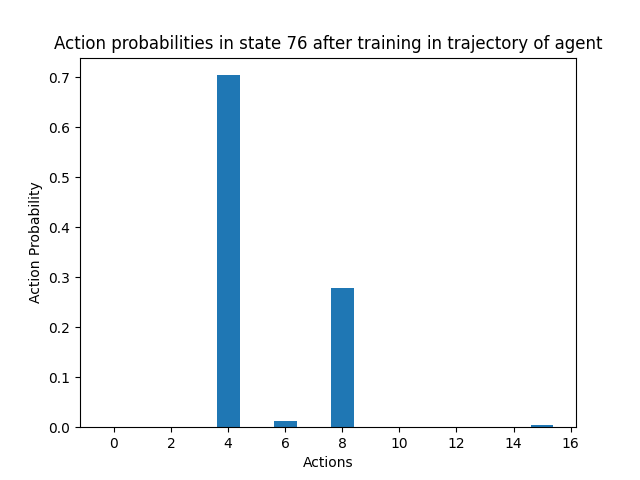 Action probabilities in state 76 after training in trajectory of agent
0.7
0.6
0.5
0.4
0.3
0.2
0.1
0.0
Action Probability
0 2 4 6 8 10 12 14 16
Actions